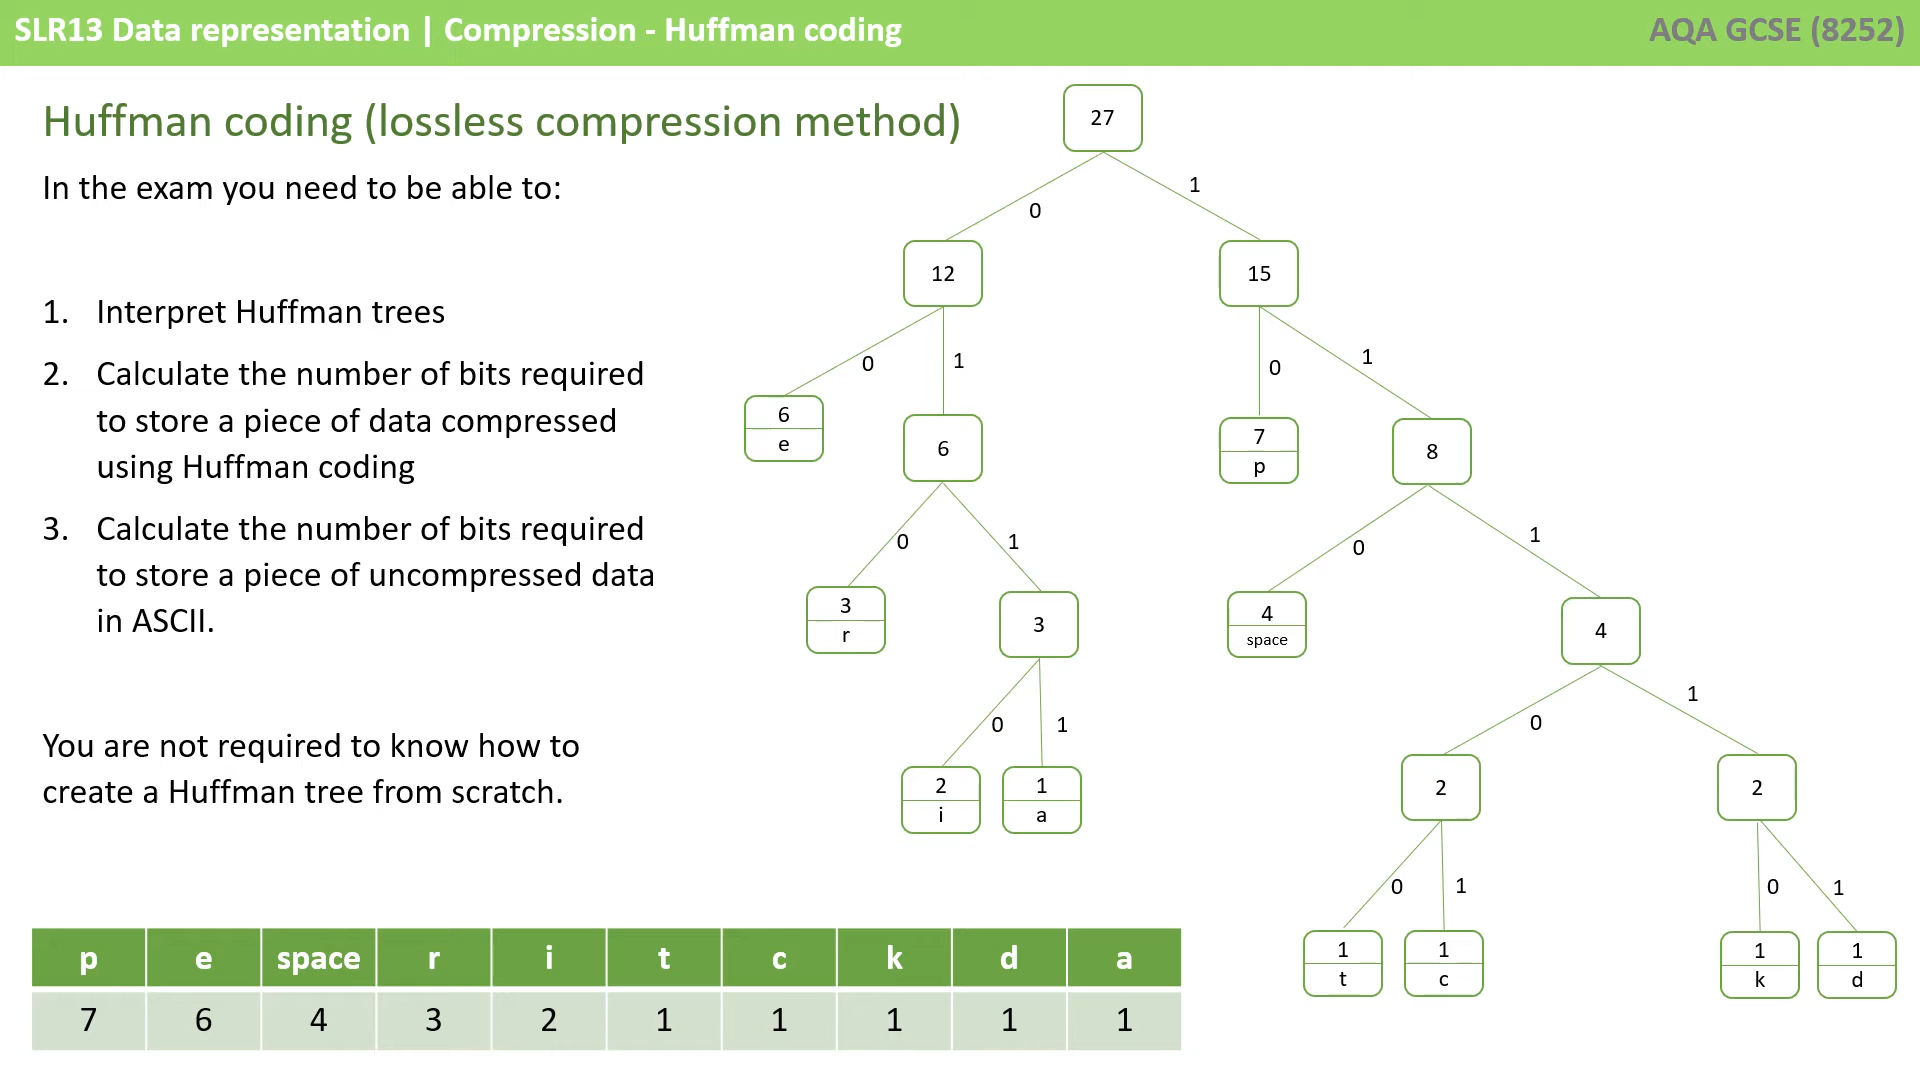 SLR13 Data representation | Compression - Huffman coding
AQA GCSE (8252)
Huffman coding (lossless compression method)
In the exam you need to be able to:
1. Interpret Huffman trees
2. Calculate the number of bits required
to store a piece of data compressed
using Huffman coding
3. Calculate the number of bits required
to store a piece of uncompressed data
in ASCII.
You are not required to know how to
create a Huffman tree from scratch.
27
0 1
12 15
0 1 0 1
6 e
6
7 p
8
0 1 0 1
3 r
3
4 space
4
0 1 0 1
2 i
1 a
2
2
0 1 0 1
1 t
1 c
1 k
1 d
p e space r i t c k d a
7 6 4 3 2 1 1 1 1 1